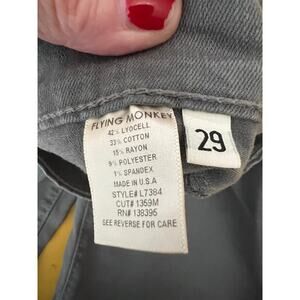 FLYING MONKEY
42% LYOCELL
33% COTTON
15% RAYON
9% POLYESTER
1% SPANDEX
MADE IN U.S.A
STYLE# L7384
CUT# 1359M
RN# 138395
SEE REVERSE FOR CARE
29